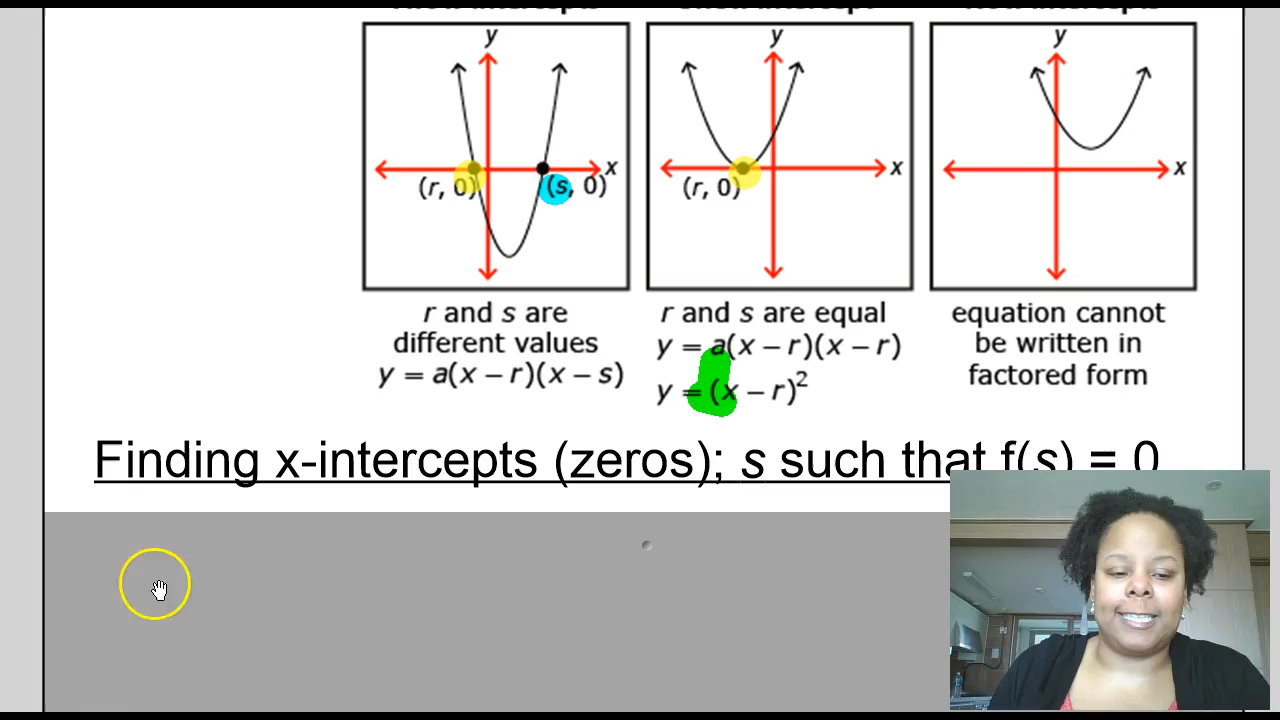 y
y
y
x
x
x
(r, 0)
(s, 0)
(r, 0)
r and s are
different values
y = a(x – r)(x – s)
r and s are equal
y = a(x – r)(x – r)
y = (x – r)²
equation cannot
be written in
factored form
Finding x-intercepts (zeros); s such that f(s) = 0